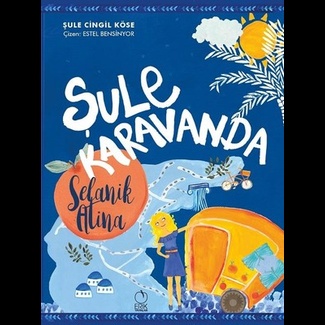 ŞULE CİNGİL KÖSE
Çizen: ESTEL BENSİNYOR
ŞULE
KARAVANDA
Selanik
Atina